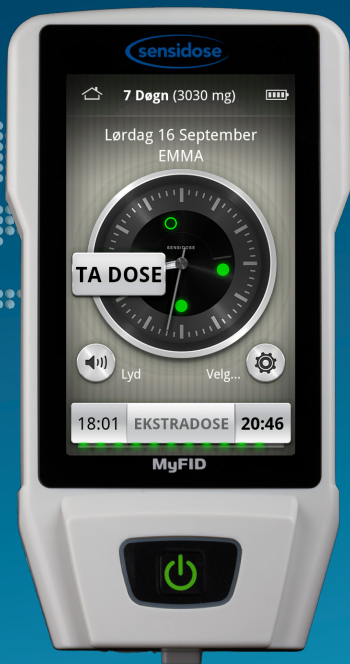 sensidose
7 Døgn (3030 mg)
Lørdag 16 September
EMMA
SENSIDOSE
TA DOSE
Lyd
Velg...
18:01 EKSTRADOSE 20:46
MyFID